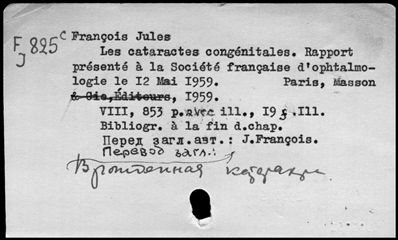 F 825 c
J
François Jules
Les cataractes congénitales. Rapport
présenté à la Société française d'ophtalmo-
logie le 12 Mai 1959. Paris, Masson
& Cie, Éditeurs, 1959.
VIII, 853 p. avec ill., 19 f. Ill.
Bibliogr. à la fin d.chap.
Перед загл.авт.: J.François.
Перевод загл.:
Врожденная катаракта